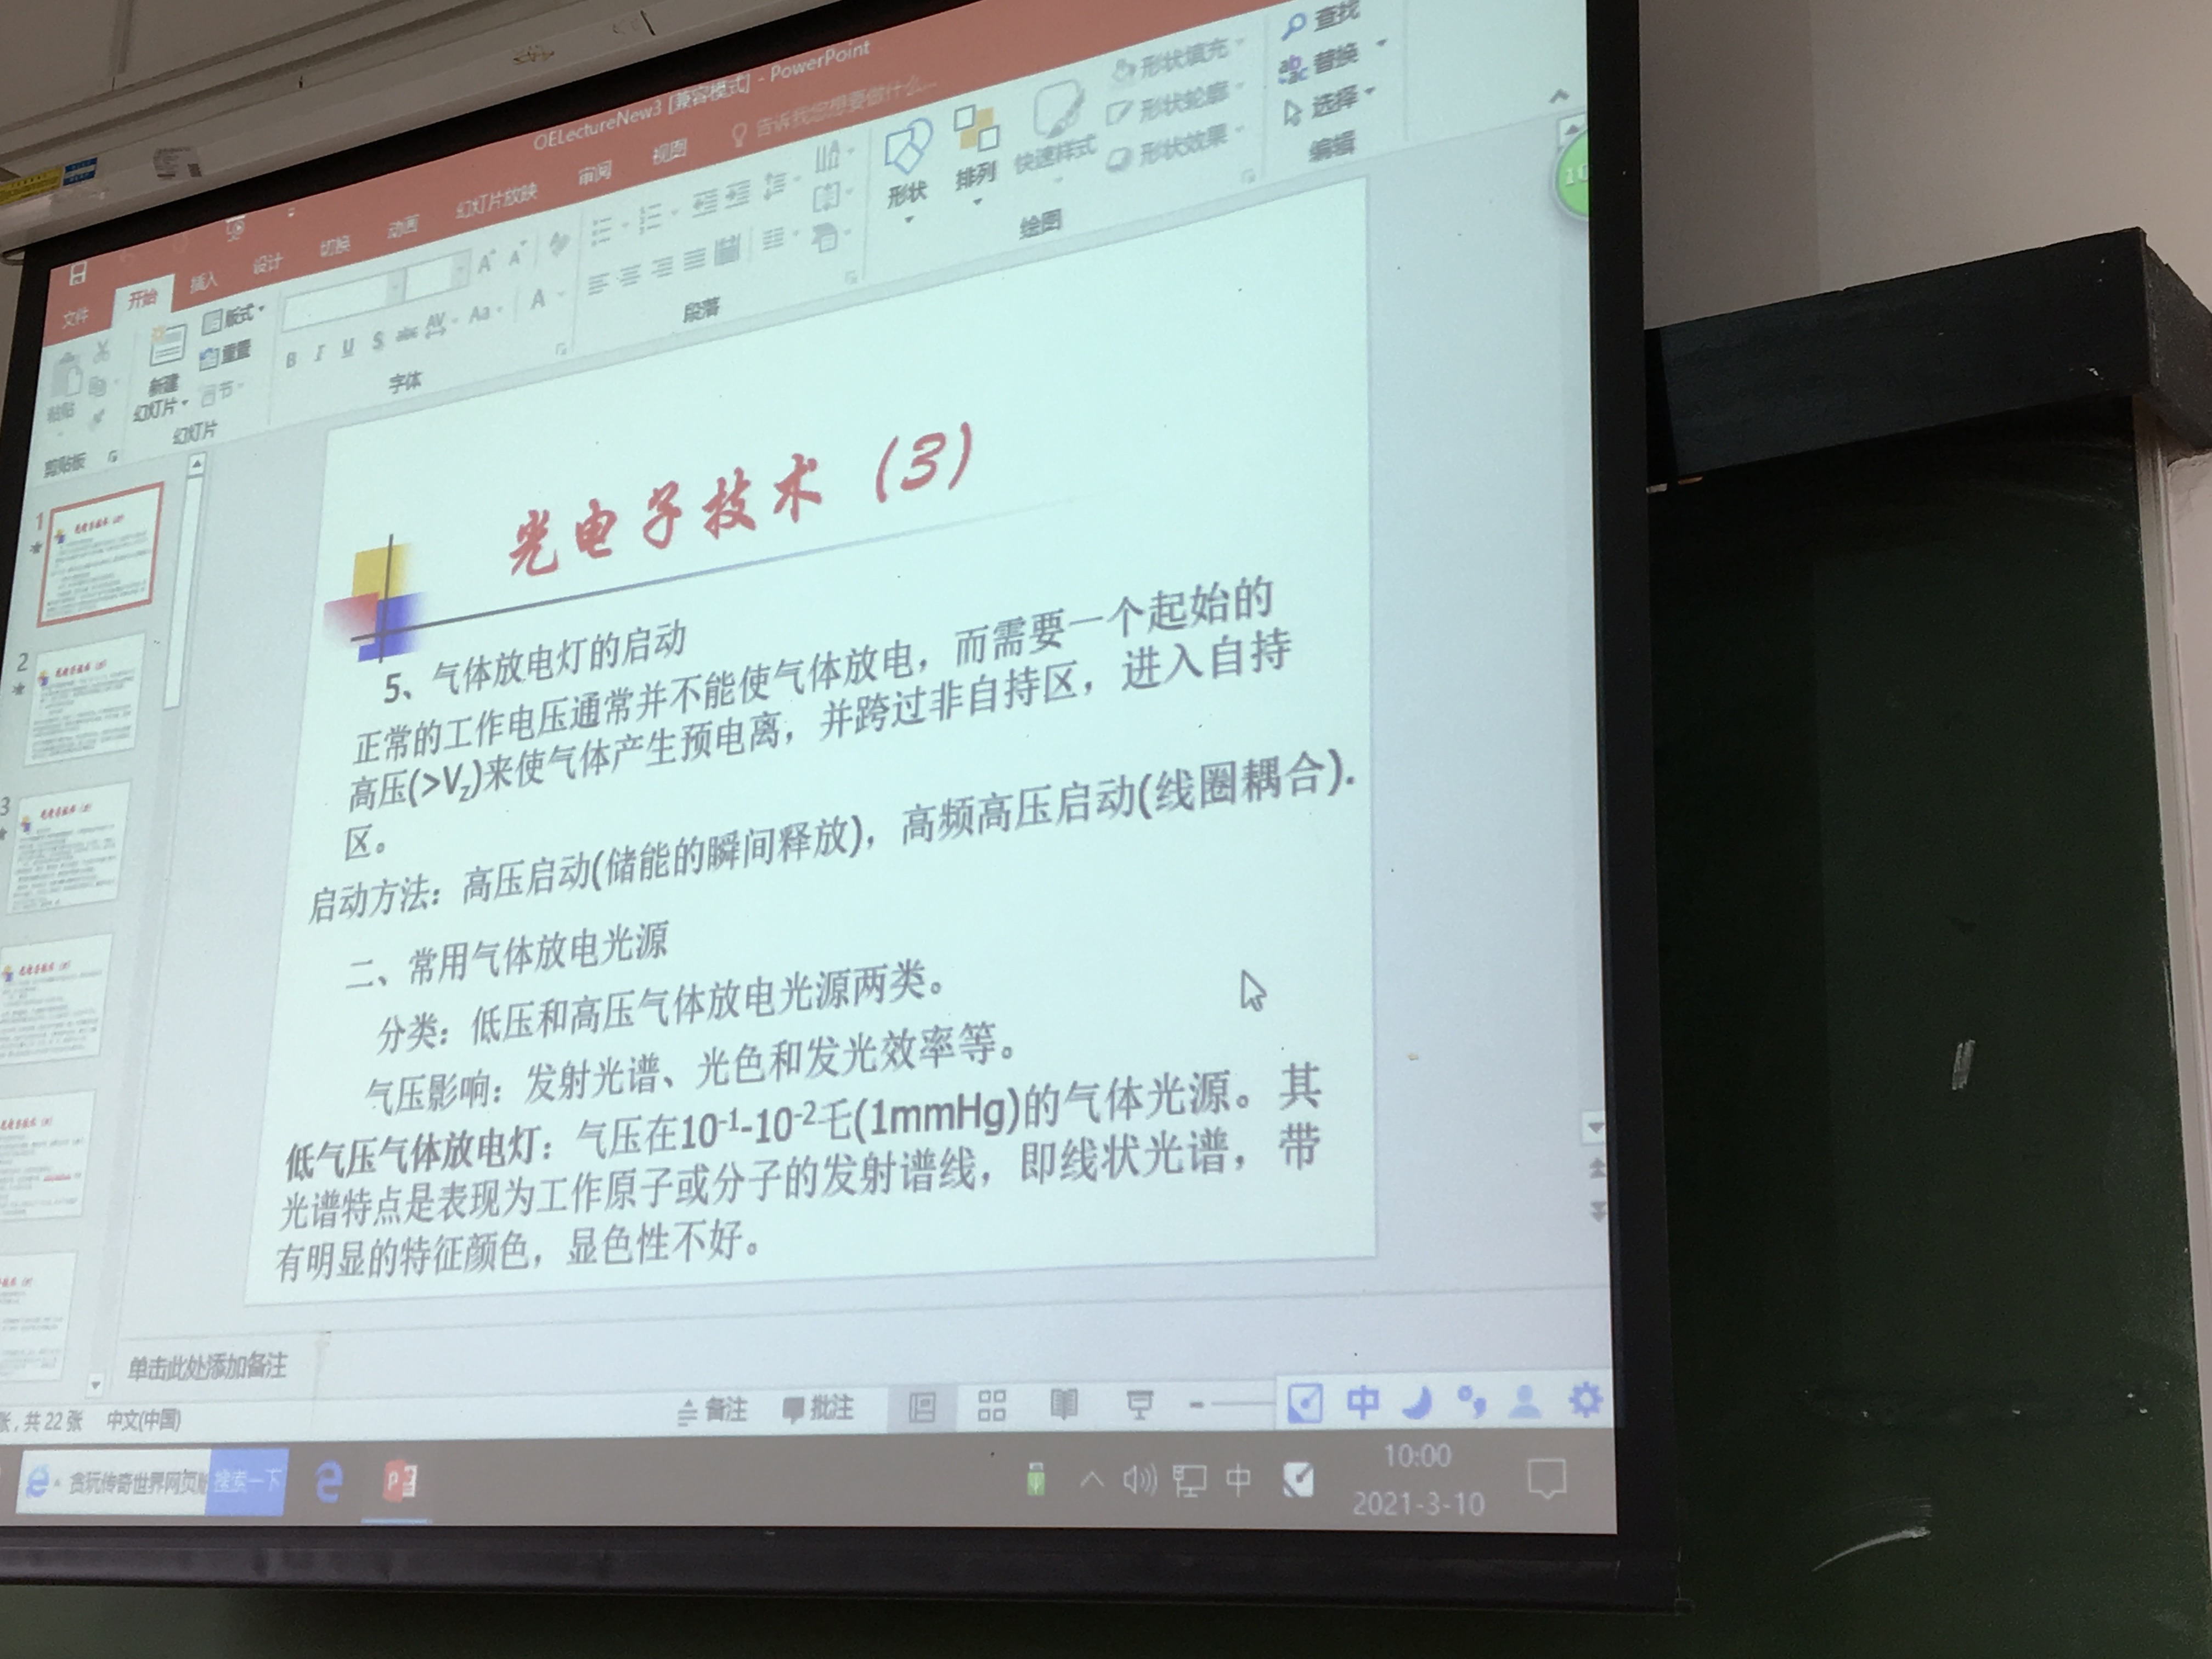 OELectureNew3 [兼容模式] - PowerPoint
文件 开始 插入 设计 切换 动画 幻灯片放映 审阅 视图 告诉我您想要做什么...
粘贴
剪贴板
新建
幻灯片
版式
重置
节
幻灯片
B I U S abc AV Aa A
字体
段落
形状
排列
快速样式
形状填充
形状轮廓
形状效果
绘图
查找
替换
选择
编辑
1
2
3
光电子技术（3）
5、气体放电灯的启动
正常的工作电压通常并不能使气体放电，而需要一个起始的
高压(>Vz)来使气体产生预电离，并跨过非自持区，进入自持
区。
启动方法：高压启动(储能的瞬间释放)，高频高压启动(线圈耦合).
二、常用气体放电光源
分类：低压和高压气体放电光源两类。
气压影响：发射光谱、光色和发光效率等。
低气压气体放电灯：气压在10⁻¹-10⁻²乇(1mmHg)的气体光源。其
光谱特点是表现为工作原子或分子的发射谱线，即线状光谱，带
有明显的特征颜色，显色性不好。
单击此处添加备注
张，共 22 张 中文(中国)
备注 批注
中
贪玩传奇世界网页版 搜索一下
中
10:00
2021-3-10